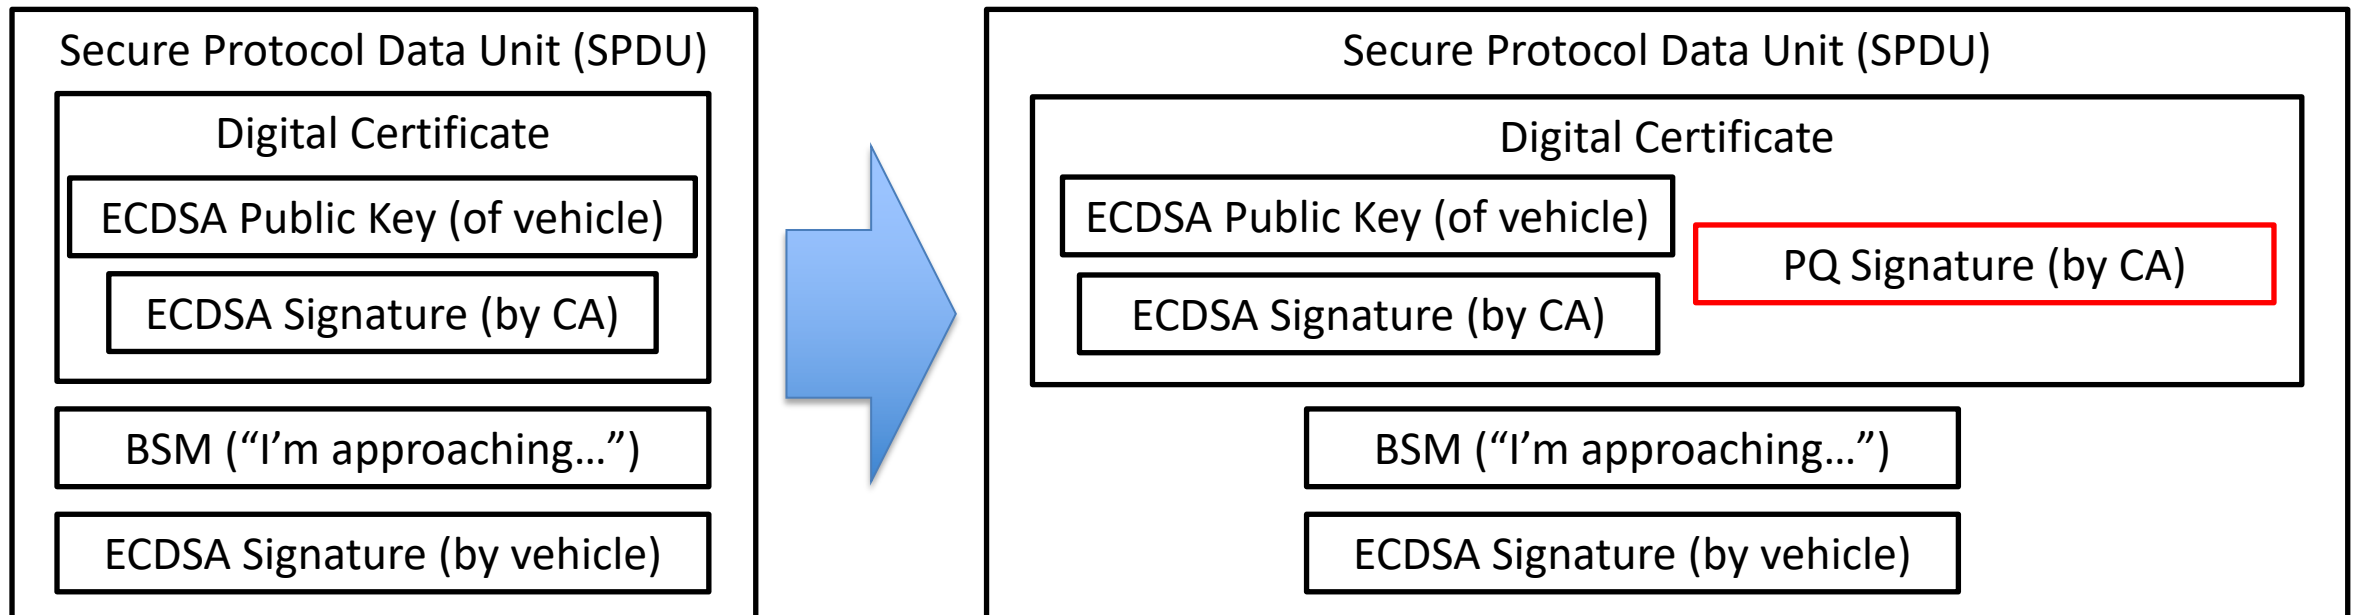 Secure Protocol Data Unit (SPDU)
Digital Certificate
ECDSA Public Key (of vehicle)
ECDSA Signature (by CA)
BSM (“I’m approaching…”)
ECDSA Signature (by vehicle)
Secure Protocol Data Unit (SPDU)
Digital Certificate
ECDSA Public Key (of vehicle)
PQ Signature (by CA)
ECDSA Signature (by CA)
BSM (“I’m approaching…”)
ECDSA Signature (by vehicle)